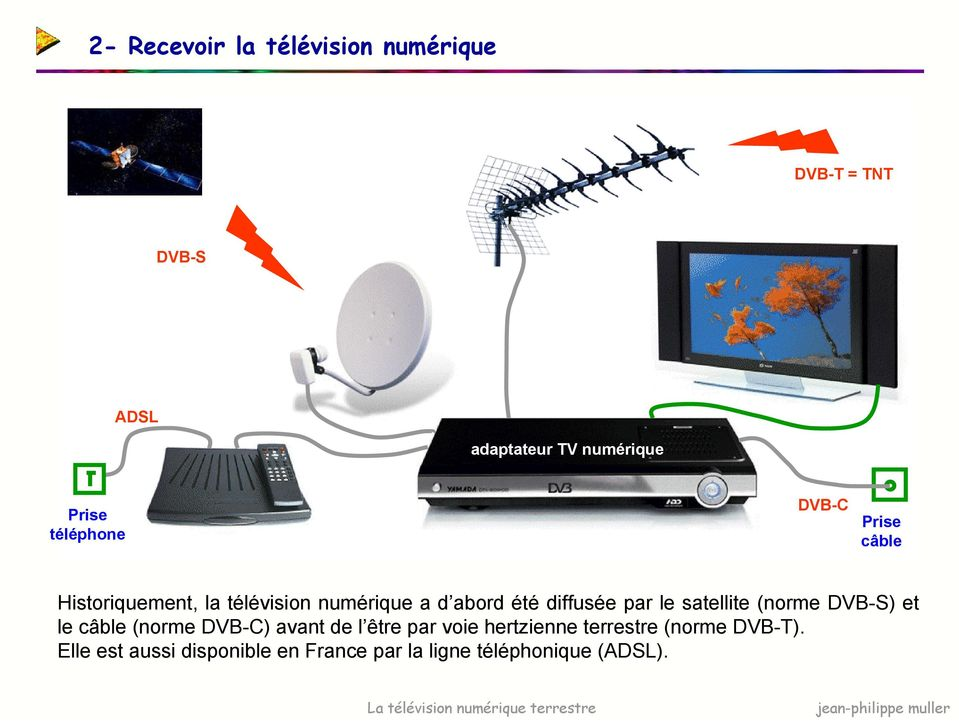 2- Recevoir la télévision numérique
DVB-T = TNT
DVB-S
ADSL
adaptateur TV numérique
T
YAMADA
DVB
Prise
téléphone
DVB-C
Prise
câble
Historiquement, la télévision numérique a d abord été diffusée par le satellite (norme DVB-S) et
le câble (norme DVB-C) avant de l être par voie hertzienne terrestre (norme DVB-T).
Elle est aussi disponible en France par la ligne téléphonique (ADSL).
La télévision numérique terrestre
jean-philippe muller